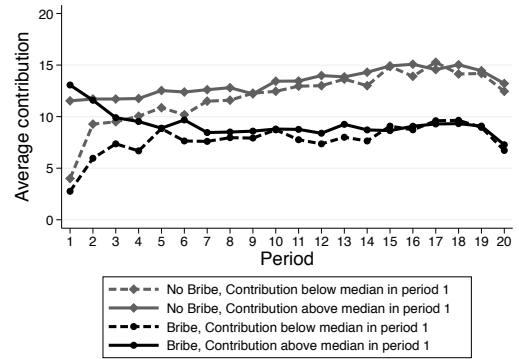 20
15
10
5
0
Average contribution
1 2 3 4 5 6 7 8 9 10 11 12 13 14 15 16 17 18 19 20
Period
No Bribe, Contribution below median in period 1
No Bribe, Contribution above median in period 1
Bribe, Contribution below median in period 1
Bribe, Contribution above median in period 1